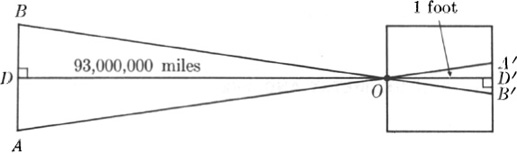 B
1 foot
93,000,000 miles
A′
D
D′
O
B′
A